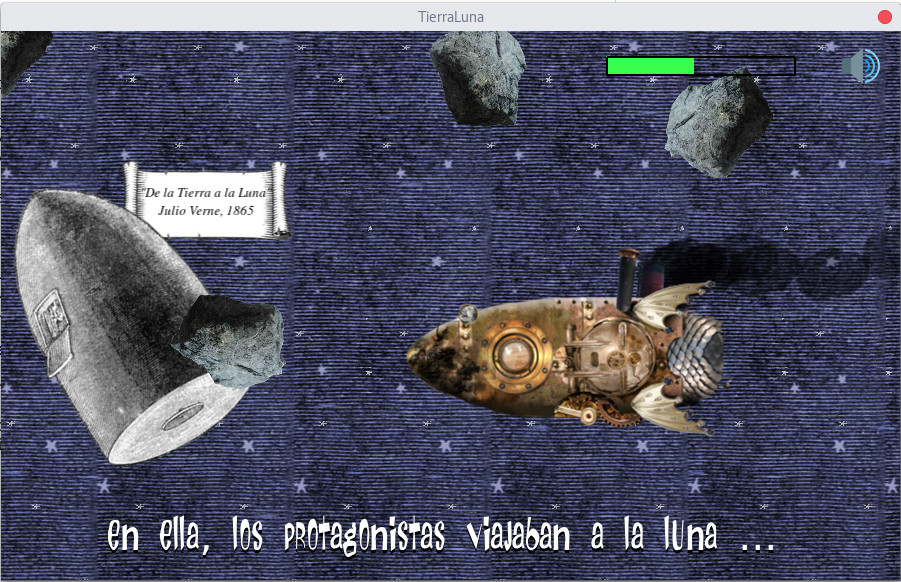 TierraLuna
"De la Tierra a la Luna"
Julio Verne, 1865
en ella, los protagonistas viajaban a la luna ...